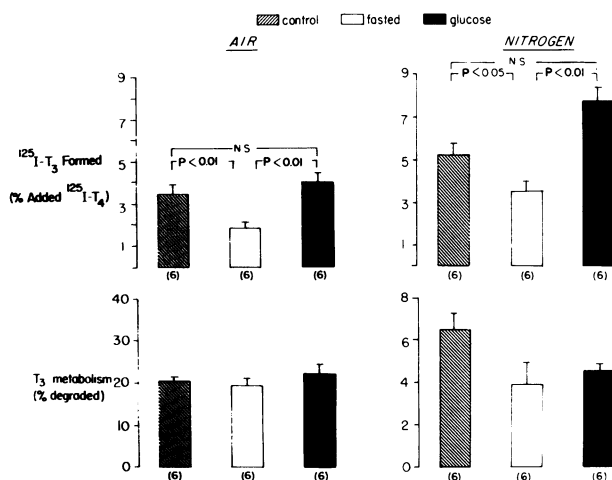 control fasted glucose
AIR NITROGEN
N S
P < 0 05 P < 0.01
9
7
5
3
1
N S
P < 0.01 P < 0.01
125I-T3 Formed
(% Added 125I-T4)
9
7
5
3
1
(6) (6) (6)
(6) (6) (6)
T3 metabolism
(% degraded)
40
30
20
10
0
8
6
4
2
0
(6) (6) (6)
(6) (6) (6)